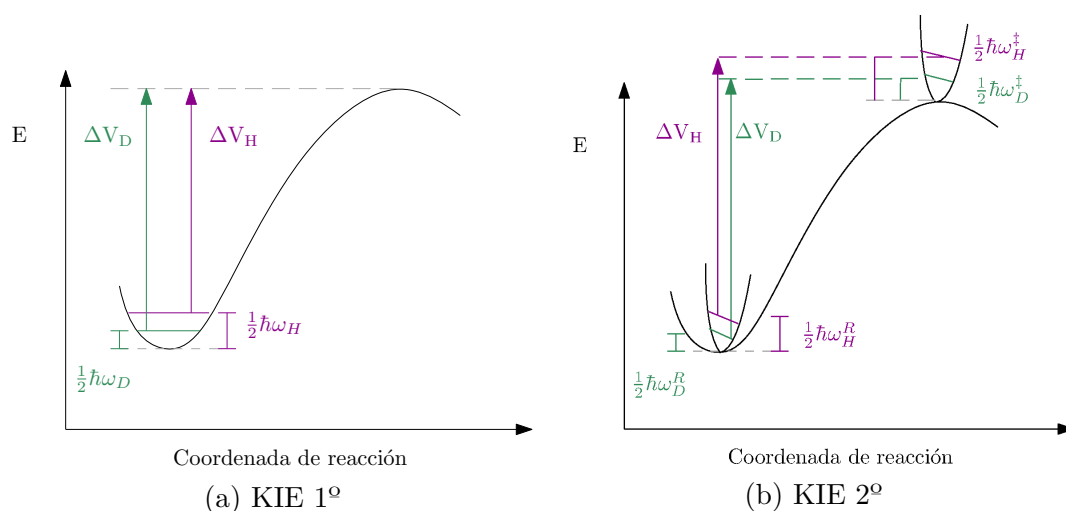 E
ΔV_D
ΔV_H
½ħω_H
½ħω_D
Coordenada de reacción
(a) KIE 1º
E
ΔV_H
ΔV_D
½ħω_H^‡
½ħω_D^‡
½ħω_H^R
½ħω_D^R
Coordenada de reacción
(b) KIE 2º